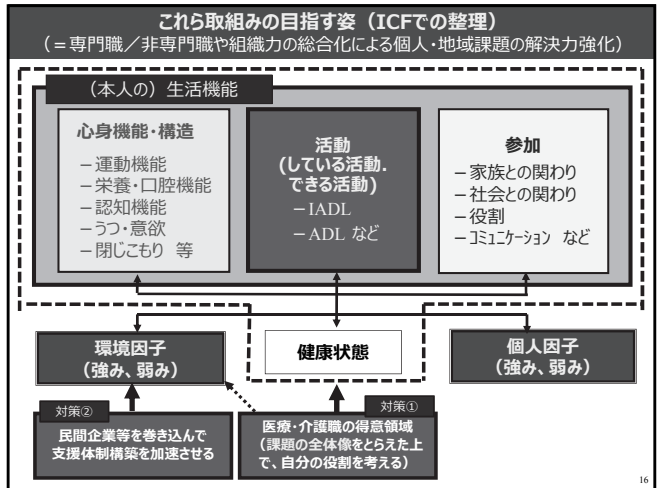 これら取組みの目指す姿（ICFでの整理）
（＝専門職／非専門職や組織力の総合化による個人・地域課題の解決力強化）
（本人の）生活機能
心身機能・構造
－運動機能
－栄養・口腔機能
－認知機能
－うつ・意欲
－閉じこもり 等
活動
(している活動.
できる活動)
－IADL
－ADL など
参加
－家族との関わり
－社会との関わり
－役割
－ｺﾐｭﾆｹｰｼｮﾝ など
環境因子
（強み、弱み）
健康状態
個人因子
（強み、弱み）
対策②
民間企業等を巻き込んで
支援体制構築を加速させる
対策①
医療・介護職の得意領域
（課題の全体像をとらえた上
で、自分の役割を考える）
16